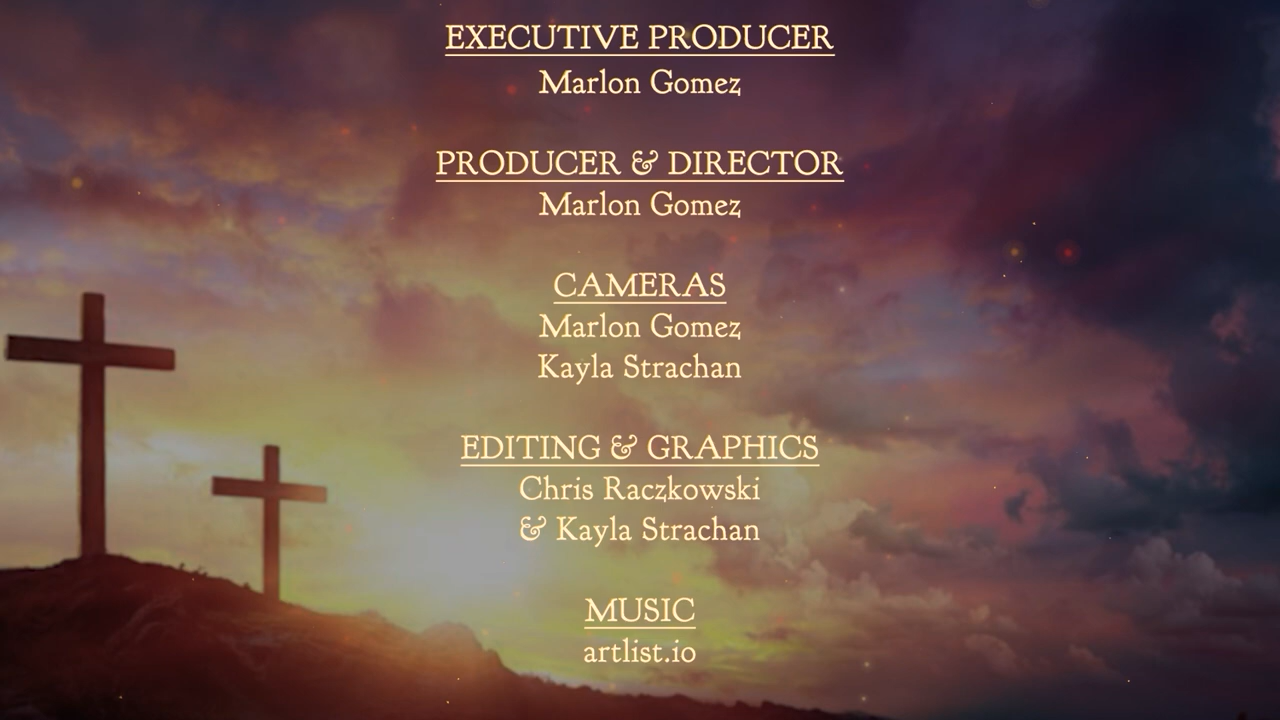 EXECUTIVE PRODUCER
Marlon Gomez
PRODUCER & DIRECTOR
Marlon Gomez
CAMERAS
Marlon Gomez
Kayla Strachan
EDITING & GRAPHICS
Chris Raczkowski
& Kayla Strachan
MUSIC
artlist.io